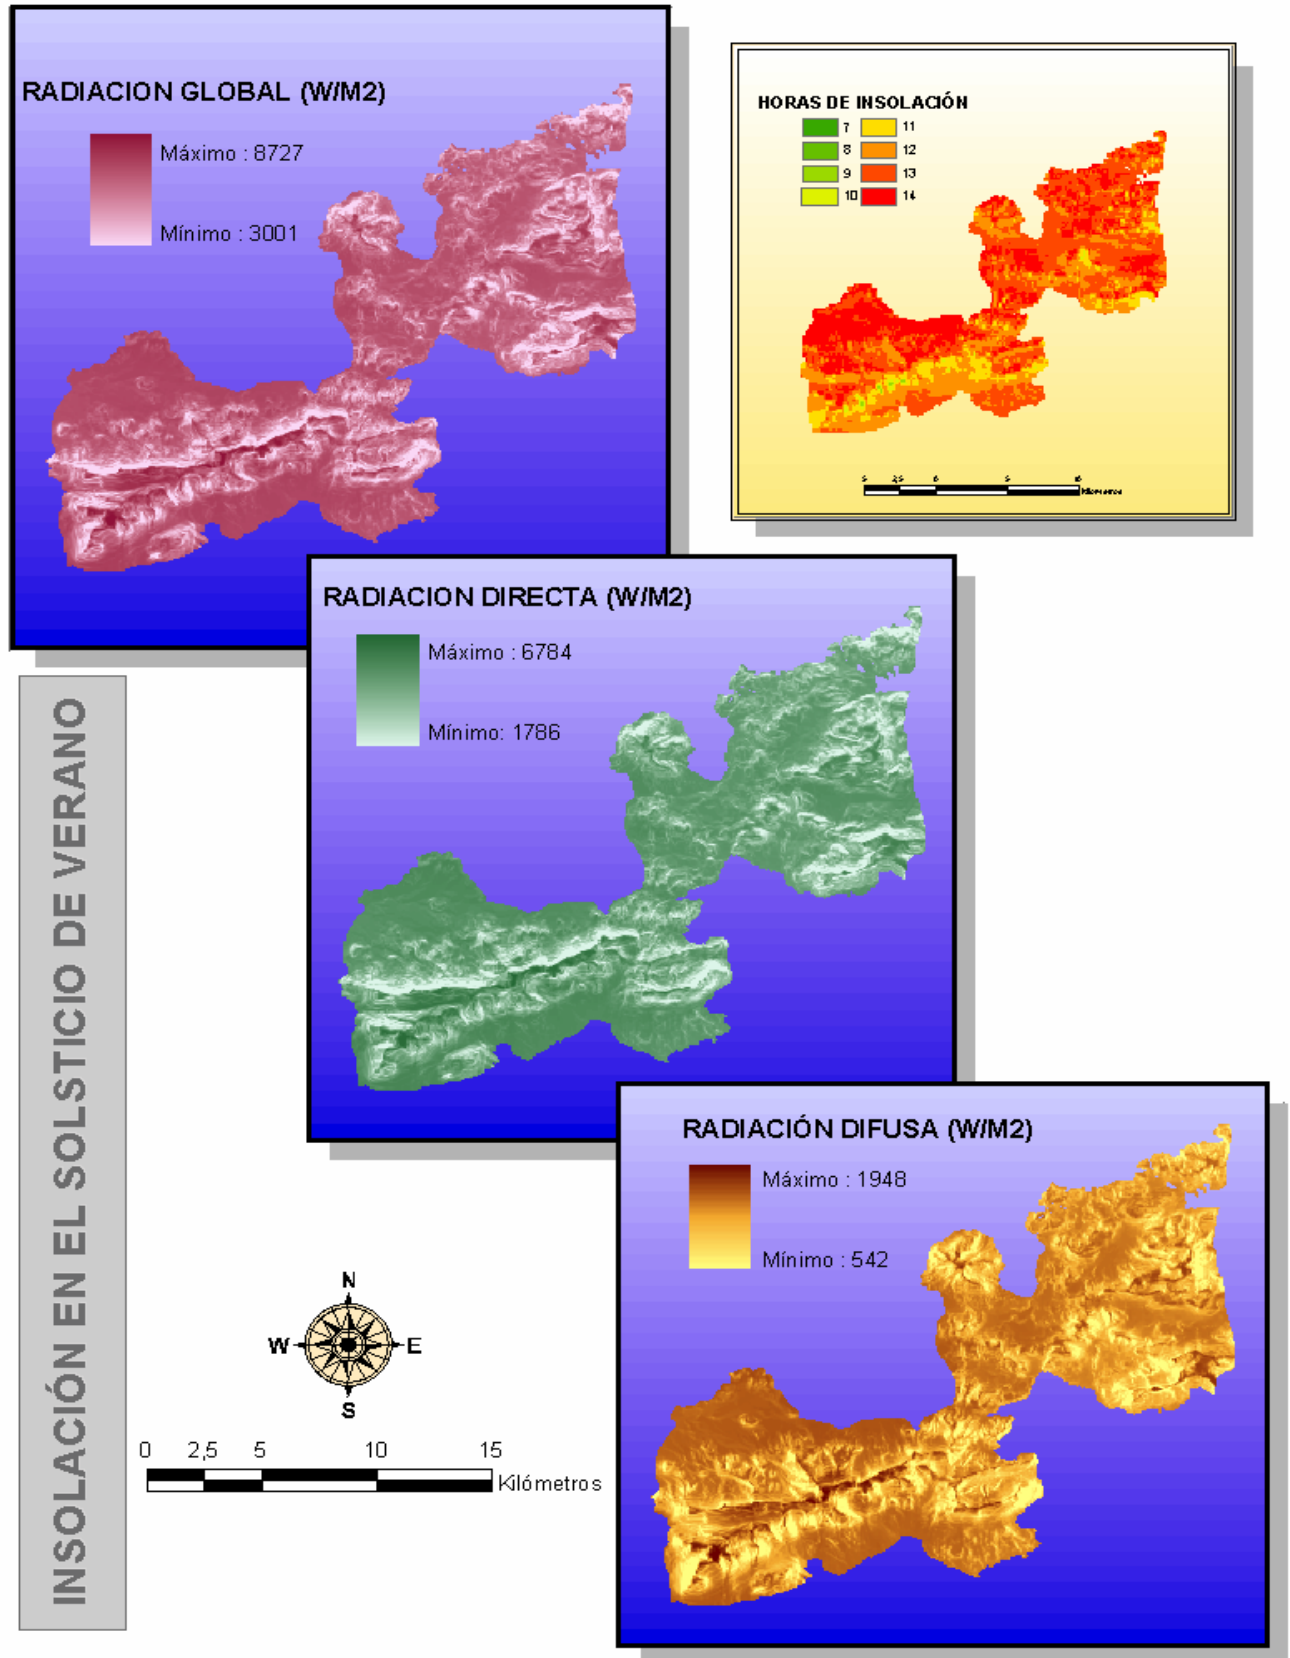 RADIACION GLOBAL (W/M2)
Máximo : 8727
Mínimo : 3001
HORAS DE INSOLACIÓN
7 11
8 12
9 13
10 14
RADIACION DIRECTA (W/M2)
Máximo : 6784
Mínimo: 1786
RADIACIÓN DIFUSA (W/M2)
Máximo : 1948
Mínimo : 542
INSOLACIÓN EN EL SOLSTICIO DE VERANO
N
W E
S
0 2,5 5 10 15
Kilómetros